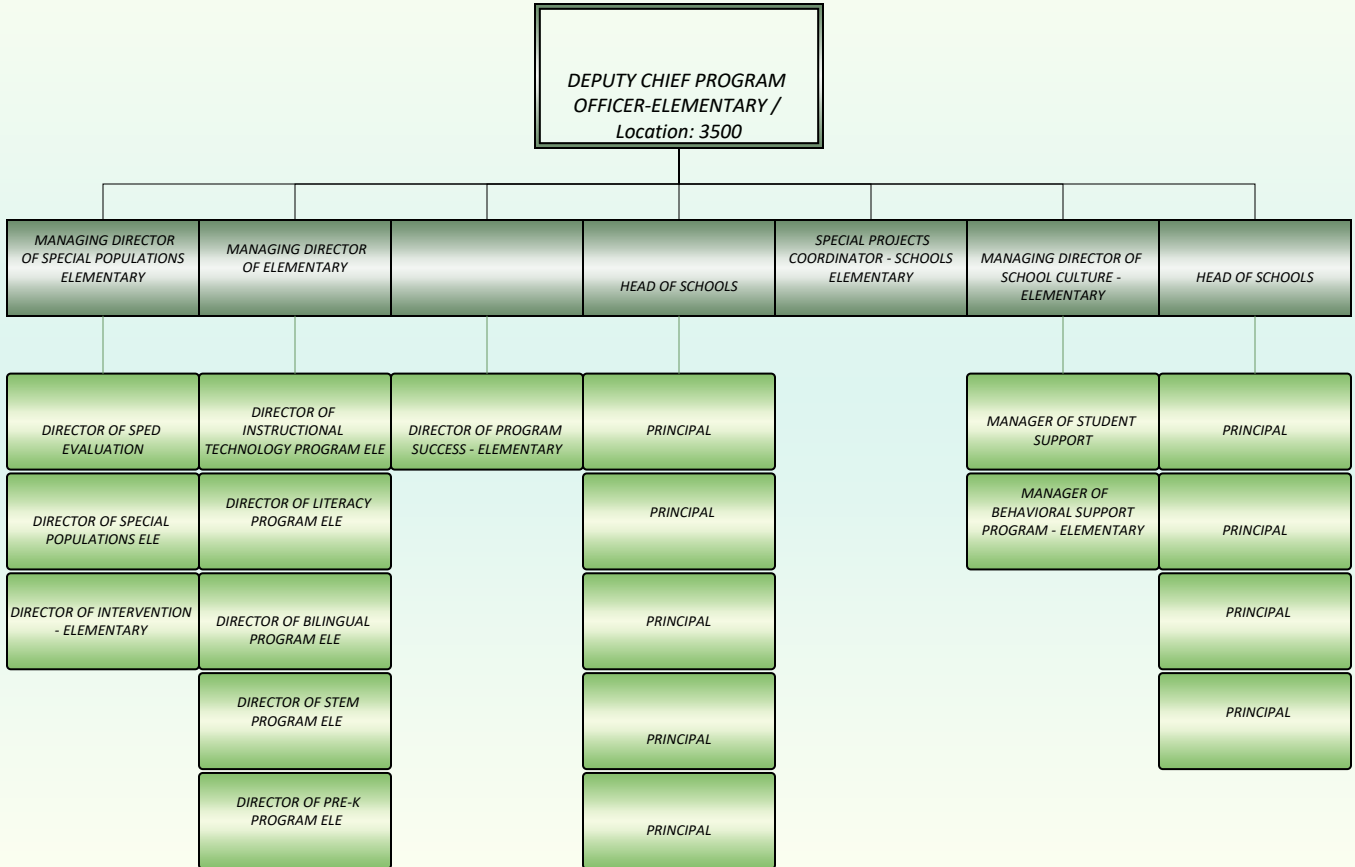 DEPUTY CHIEF PROGRAM
OFFICER-ELEMENTARY /
Location: 3500
MANAGING DIRECTOR
OF SPECIAL POPULATIONS
ELEMENTARY
MANAGING DIRECTOR
OF ELEMENTARY
HEAD OF SCHOOLS
SPECIAL PROJECTS
COORDINATOR - SCHOOLS
ELEMENTARY
MANAGING DIRECTOR OF
SCHOOL CULTURE -
ELEMENTARY
HEAD OF SCHOOLS
DIRECTOR OF SPED
EVALUATION
DIRECTOR OF
INSTRUCTIONAL
TECHNOLOGY PROGRAM ELE
DIRECTOR OF PROGRAM
SUCCESS - ELEMENTARY
PRINCIPAL
MANAGER OF STUDENT
SUPPORT
PRINCIPAL
DIRECTOR OF SPECIAL
POPULATIONS ELE
DIRECTOR OF LITERACY
PROGRAM ELE
PRINCIPAL
MANAGER OF
BEHAVIORAL SUPPORT
PROGRAM - ELEMENTARY
PRINCIPAL
DIRECTOR OF INTERVENTION
- ELEMENTARY
DIRECTOR OF BILINGUAL
PROGRAM ELE
PRINCIPAL
PRINCIPAL
DIRECTOR OF STEM
PROGRAM ELE
PRINCIPAL
PRINCIPAL
DIRECTOR OF PRE-K
PROGRAM ELE
PRINCIPAL